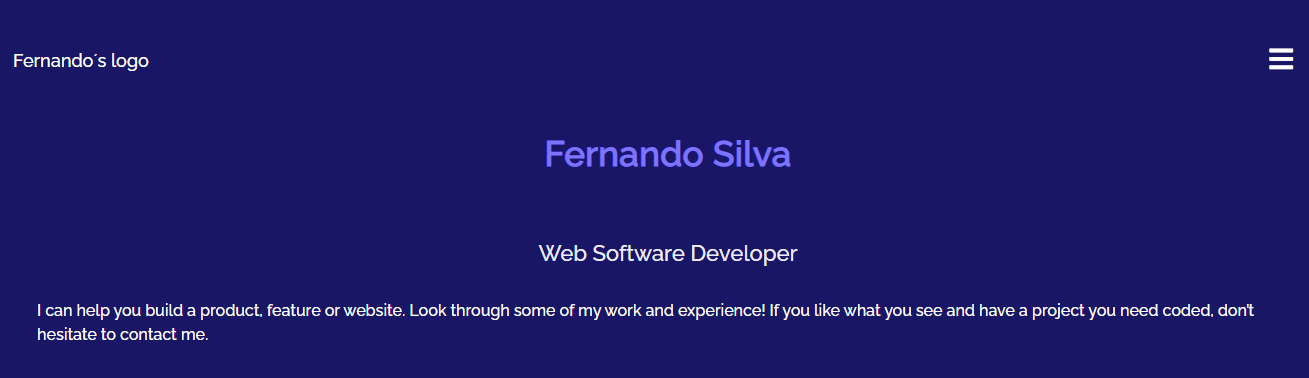 Fernando´s logo
Fernando Silva
Web Software Developer
I can help you build a product, feature or website. Look through some of my work and experience! If you like what you see and have a project you need coded, don't
hesitate to contact me.